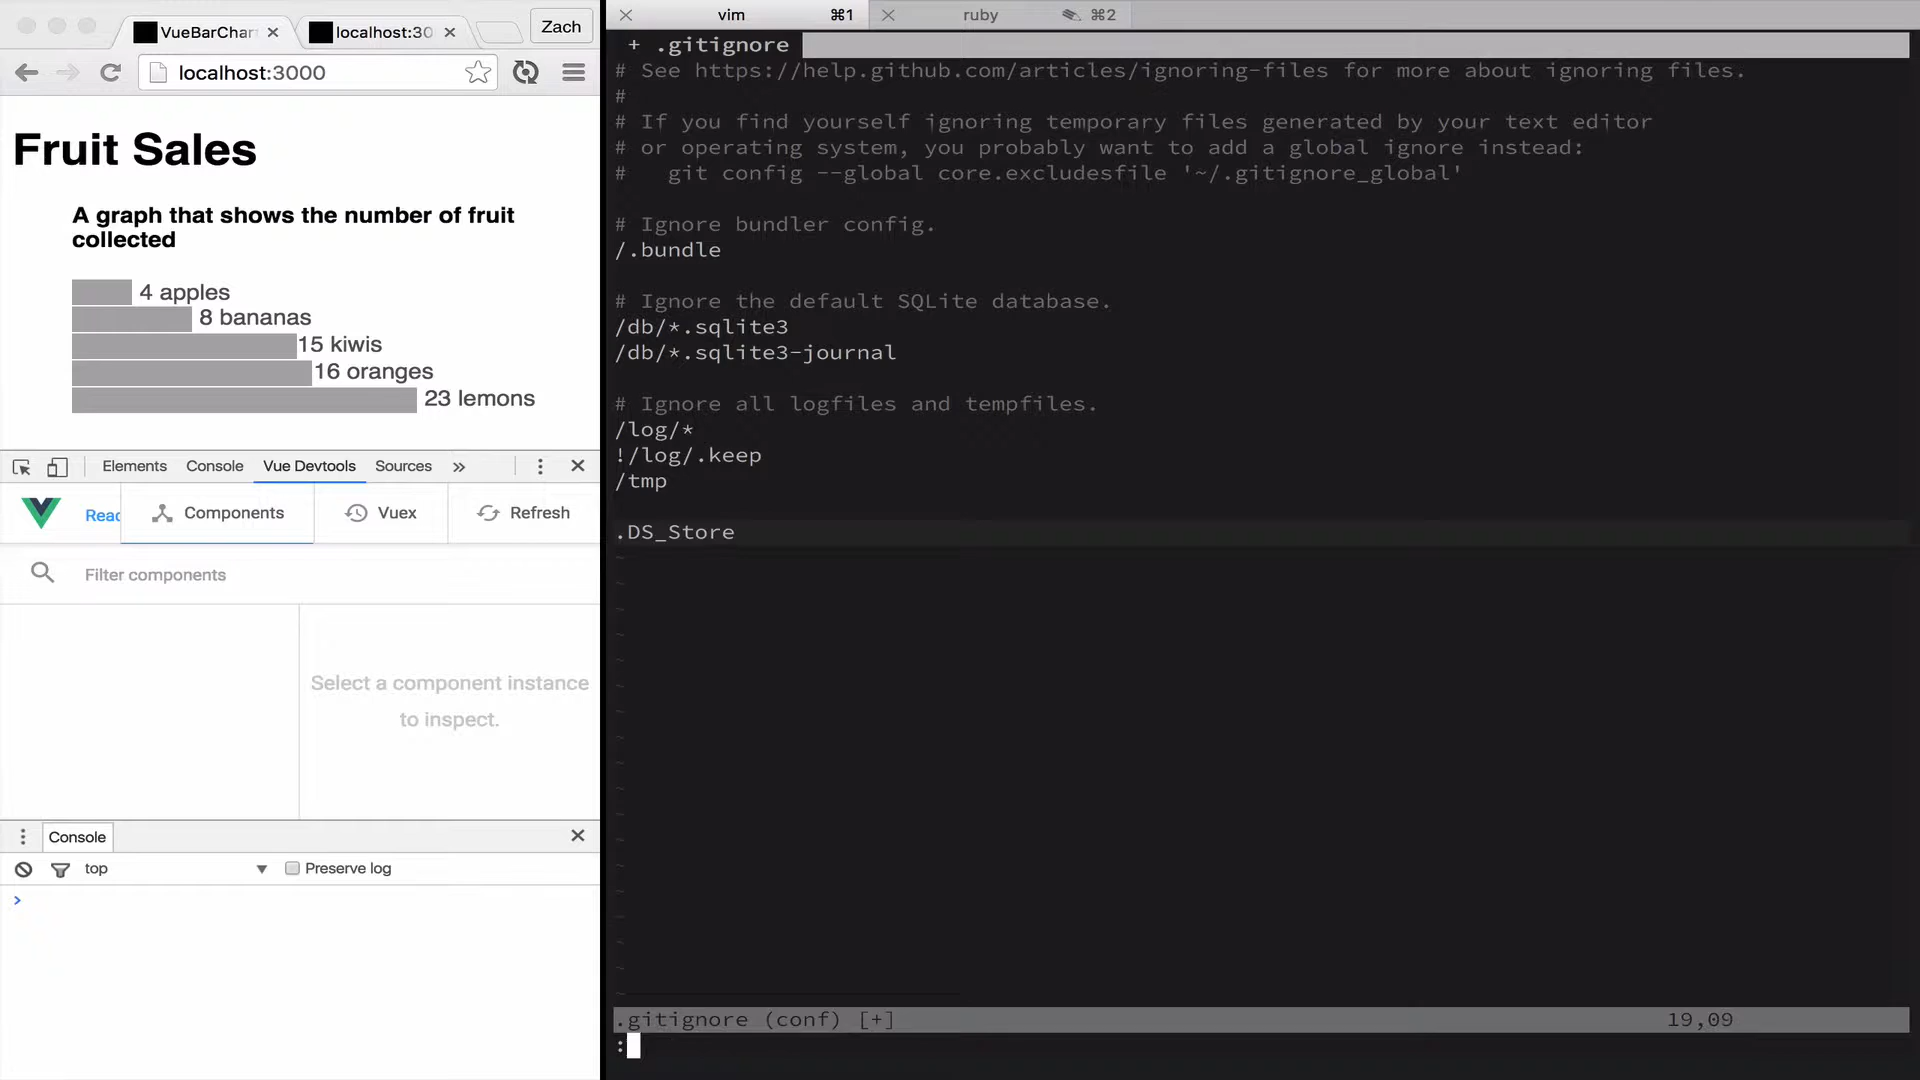 VueBarChar
localhost:30
Zach
localhost:3000
Fruit Sales
A graph that shows the number of fruit
collected
4 apples
8 bananas
15 kiwis
16 oranges
23 lemons
Elements Console Vue Devtools Sources »
Read Components Vuex Refresh
Filter components
Select a component instance
to inspect.
Console
top ▼ Preserve log
>
vim ⌘1
ruby ⌘2
+ .gitignore
# See https://help.github.com/articles/ignoring-files for more about ignoring files.
#
# If you find yourself ignoring temporary files generated by your text editor
# or operating system, you probably want to add a global ignore instead:
#   git config --global core.excludesfile '~/.gitignore_global'
# Ignore bundler config.
/.bundle
# Ignore the default SQLite database.
/db/*.sqlite3
/db/*.sqlite3-journal
# Ignore all logfiles and tempfiles.
/log/*
!/log/.keep
/tmp
.DS_Store
.gitignore (conf) [+] 19,09
: